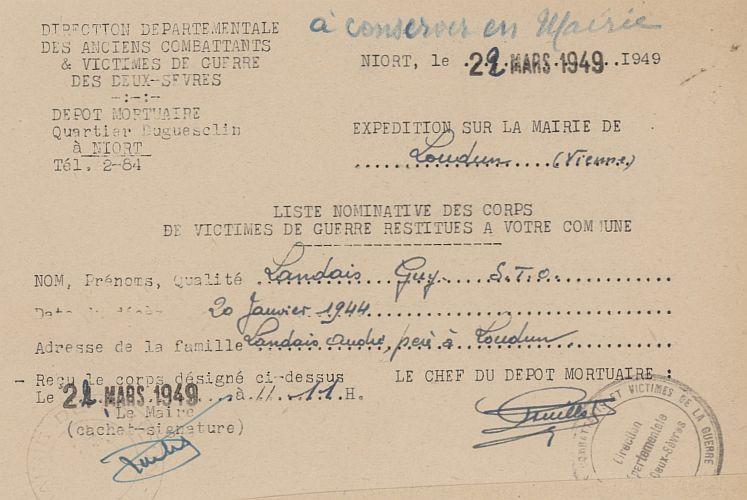 à conserver en Mairie
DIRECTION DEPARTEMENTALE
DES ANCIENS COMBATTANTS
& VICTIMES DE GUERRE
DES DEUX-SEVRES
-:-:-
DEPOT MORTUAIRE
Quartier Duguesclin
à NIORT
Tél. 2-84
NIORT, le 22 MARS 1949 1949
EXPEDITION SUR LA MAIRIE DE
Loudun (Vienne)
LISTE NOMINATIVE DES CORPS
DE VICTIMES DE GUERRE RESTITUES A VOTRE COMMUNE
NOM, Prénoms, Qualité Landais Guy S.T.O.
Date 20 Janvier 1944
Adresse de la famille Landais André, père à Loudun
- Reçu le corps désigné ci-dessus
Le 22 MARS 1949 à 11 H.
Le Maire
(cachet-signature)
LE CHEF DU DEPOT MORTUAIRE :
ET VICTIMES DE LA GUERRE
Direction
Départementale
Deux-Sèvres